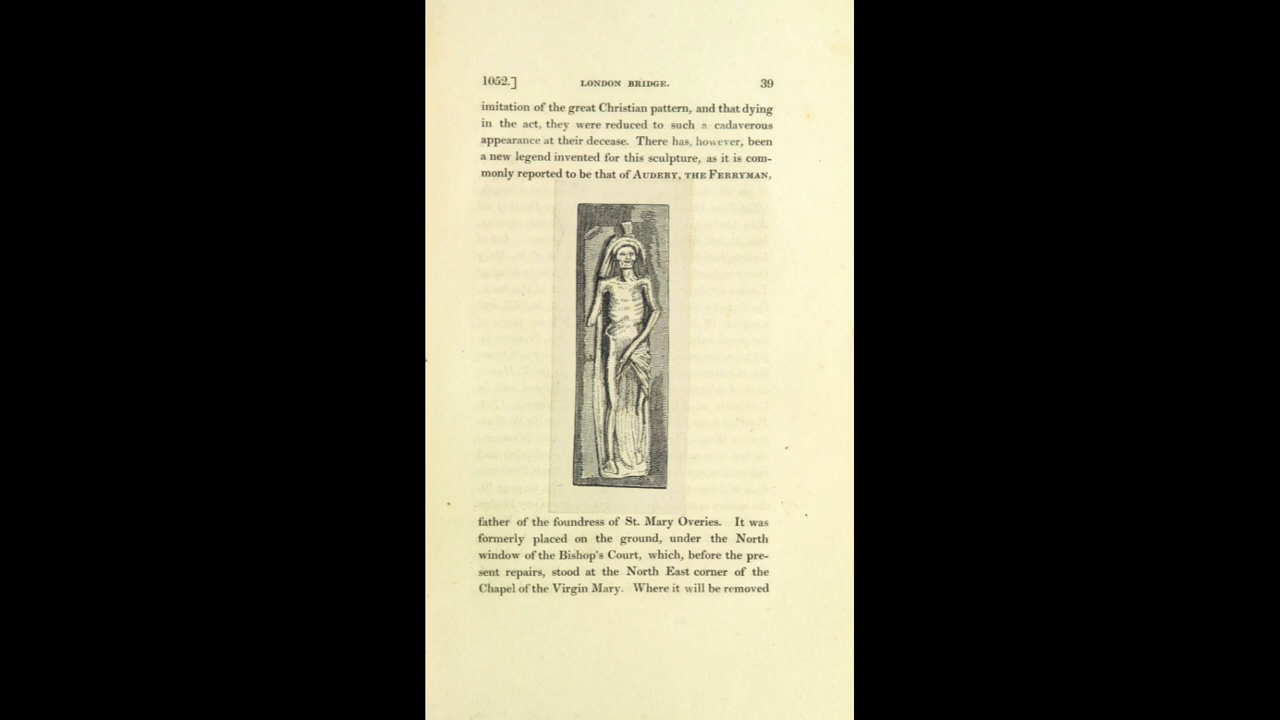 1052.] LONDON BRIDGE. 39
imitation of the great Christian pattern, and that dying
in the act, they were reduced to such a cadaverous
appearance at their decease. There has, however, been
a new legend invented for this sculpture, as it is com-
monly reported to be that of AUDERY, THE FERRYMAN,
father of the foundress of St. Mary Overies. It was
formerly placed on the ground, under the North
window of the Bishop's Court, which, before the pre-
sent repairs, stood at the North East corner of the
Chapel of the Virgin Mary. Where it will be removed